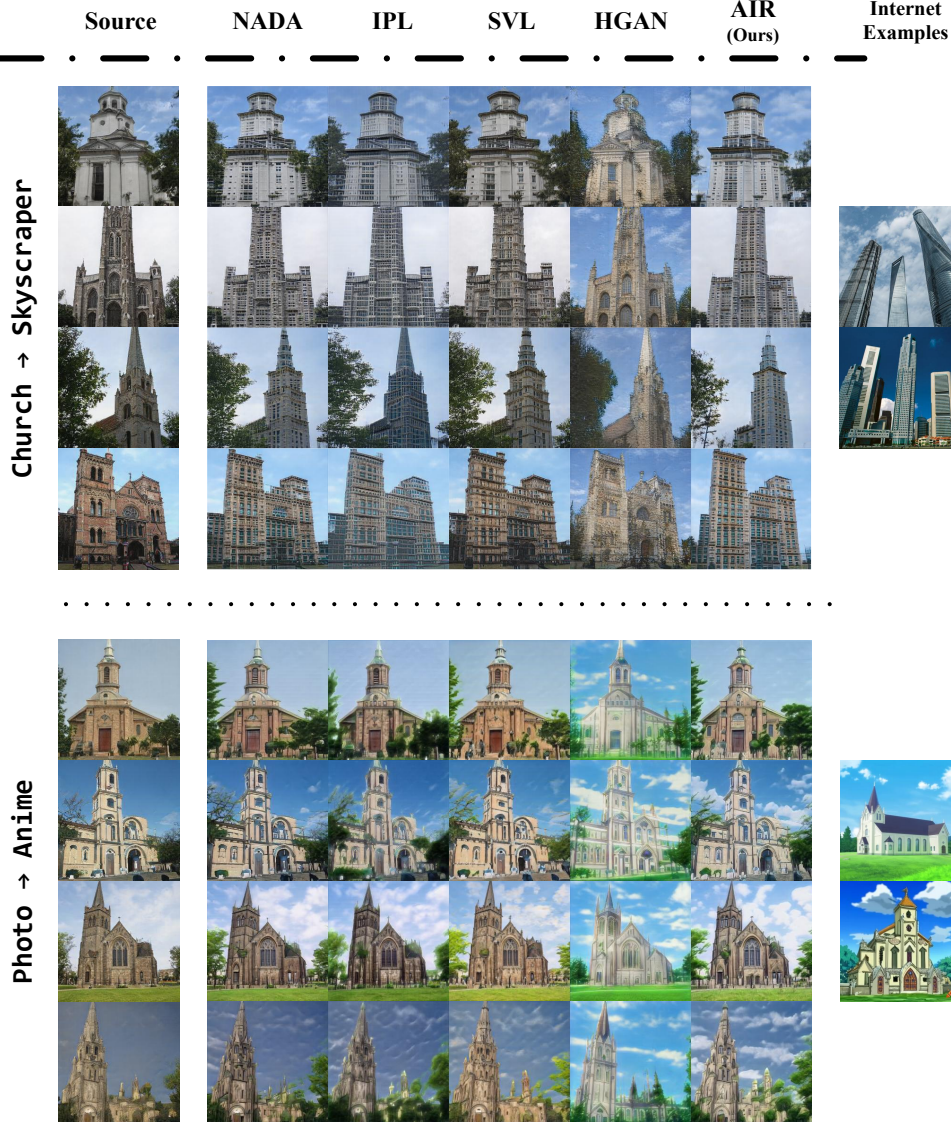 Source NADA IPL SVL HGAN AIR Internet
(Ours) Examples
Church → Skyscraper
Photo → Anime